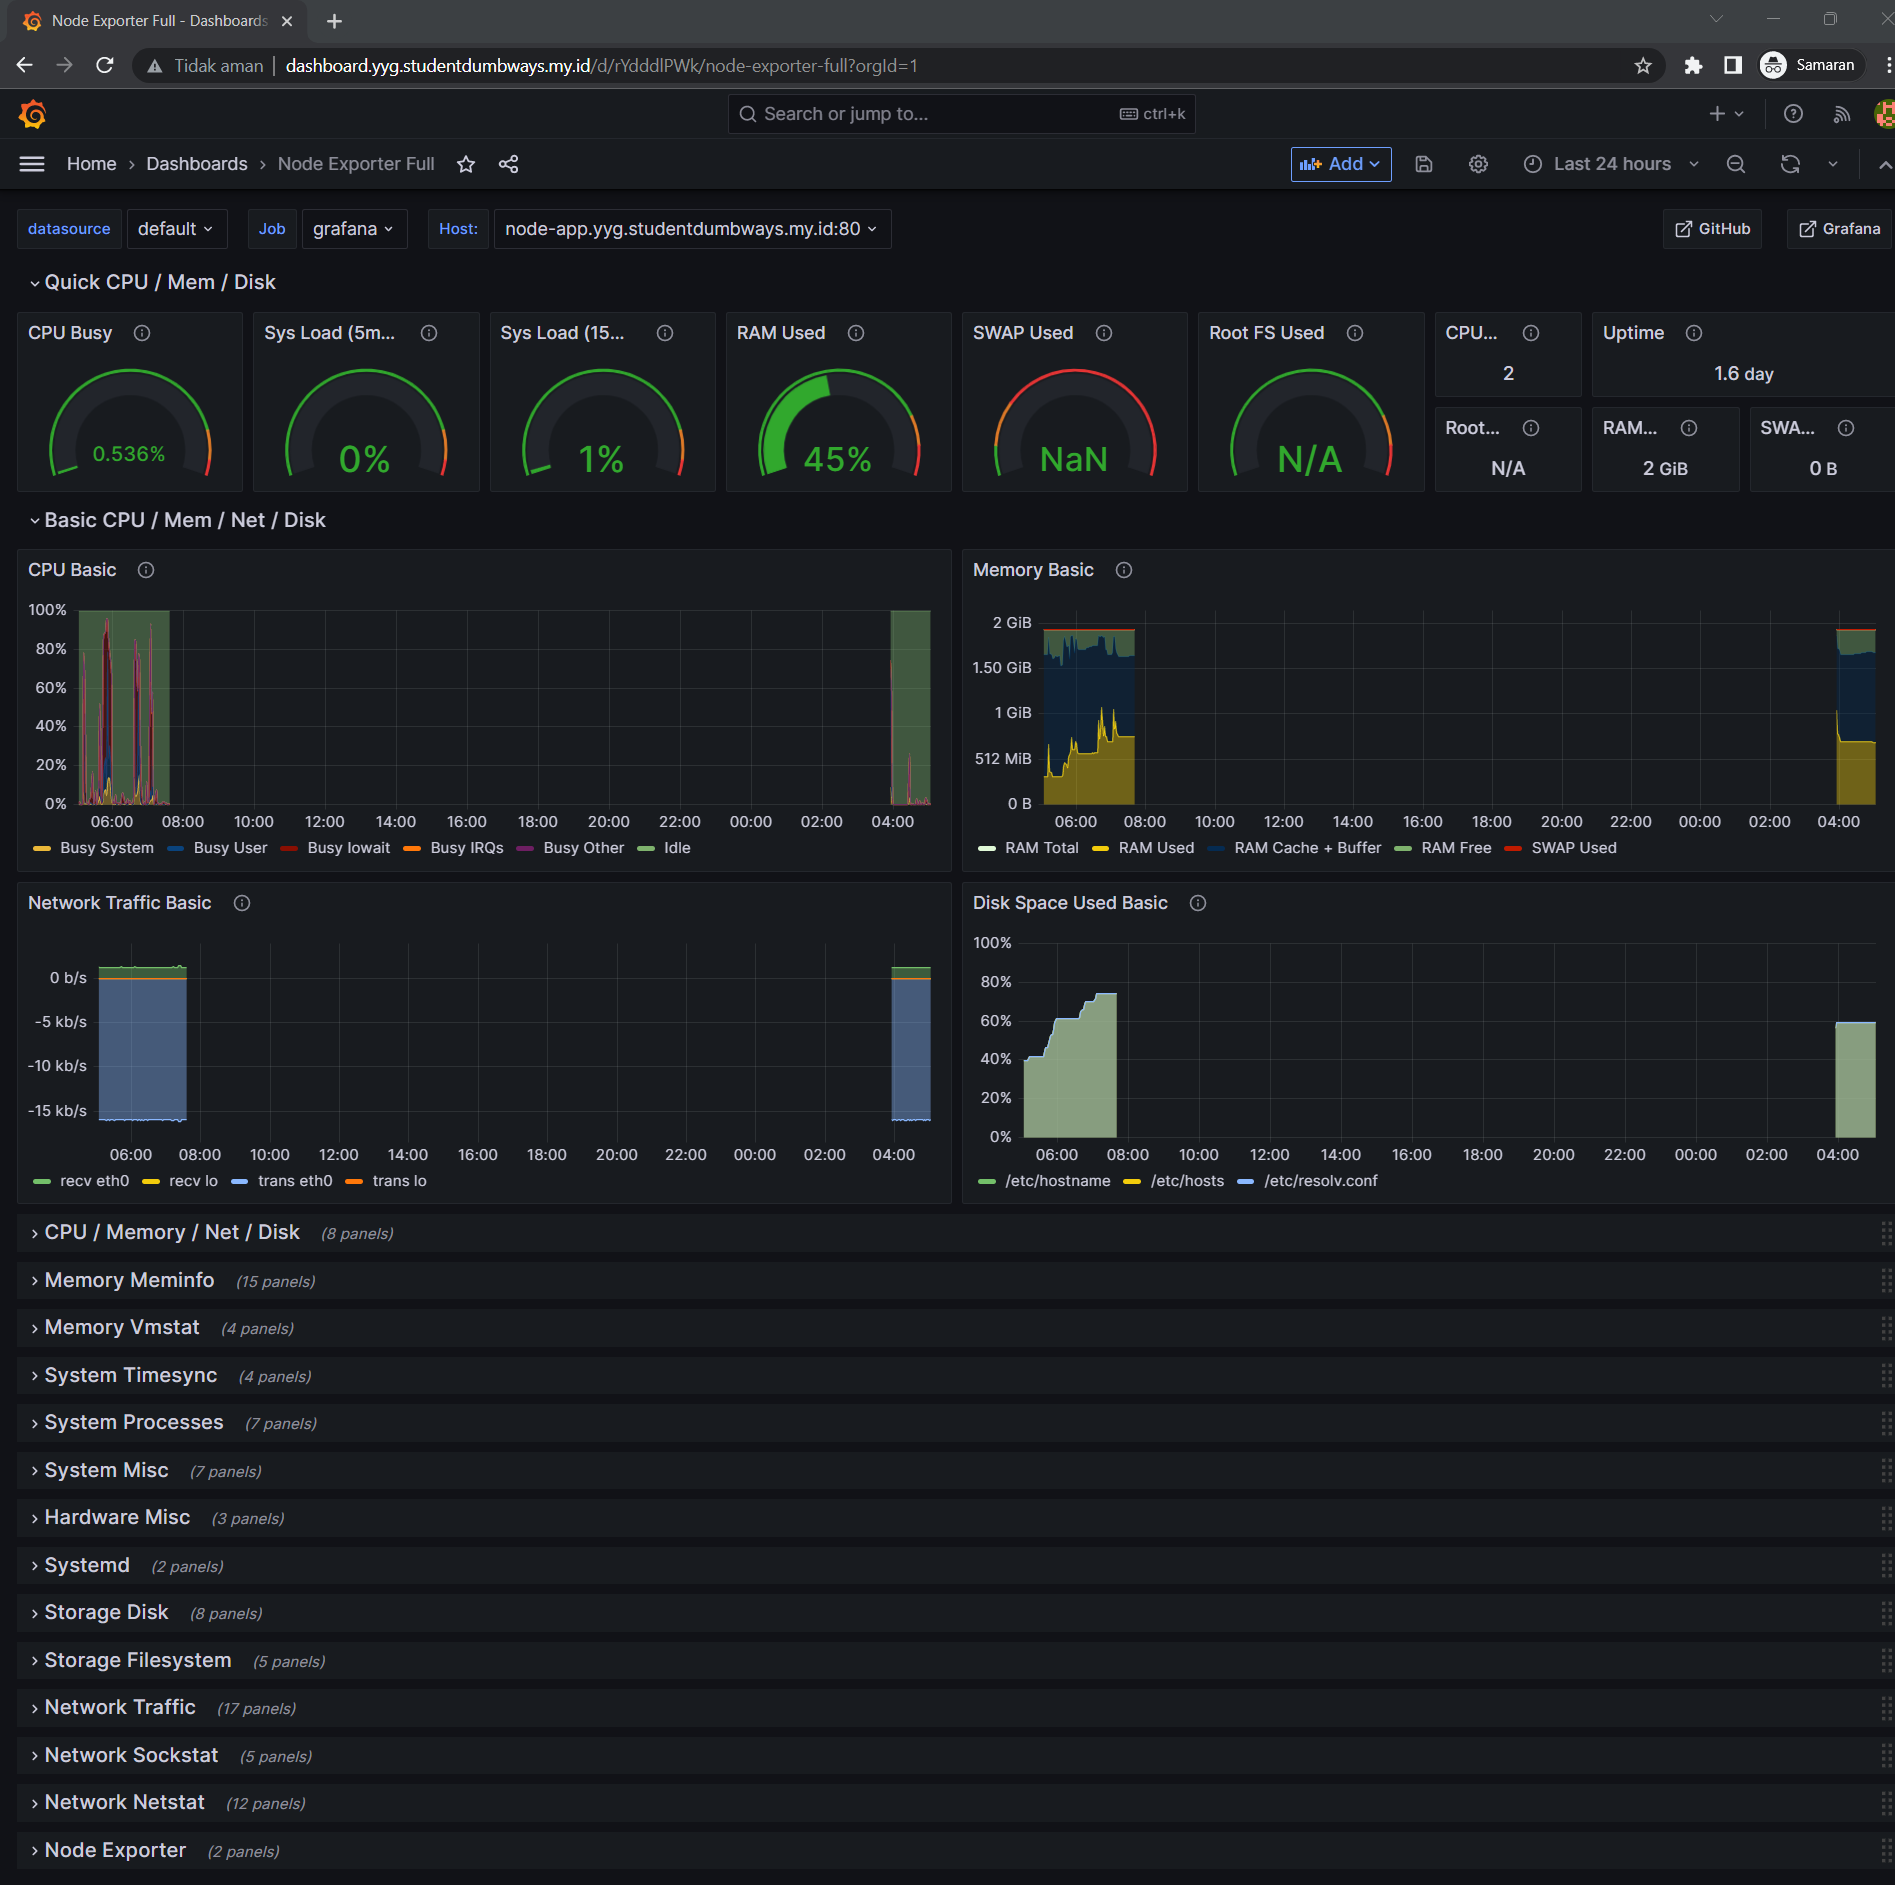 Node Exporter Full - Dashboards
Tidak aman
dashboard.yyg.studentdumbways.my.id/d/rYdddlPWk/node-exporter-full?orgId=1
Samaran
Search or jump to...
ctrl+k
Home › Dashboards › Node Exporter Full
Add
Last 24 hours
datasource default Job grafana Host: node-app.yyg.studentdumbways.my.id:80
GitHub Grafana
Quick CPU / Mem / Disk
CPU Busy
0.536%
Sys Load (5m...
0%
Sys Load (15...
1%
RAM Used
45%
SWAP Used
NaN
Root FS Used
N/A
CPU...
2
Uptime
1.6 day
Root...
N/A
RAM...
2 GiB
SWA...
0 B
Basic CPU / Mem / Net / Disk
CPU Basic
100%
80%
60%
40%
20%
0%
06:00 08:00 10:00 12:00 14:00 16:00 18:00 20:00 22:00 00:00 02:00 04:00
Busy System Busy User Busy Iowait Busy IRQs Busy Other Idle
Memory Basic
2 GiB
1.50 GiB
1 GiB
512 MiB
0 B
06:00 08:00 10:00 12:00 14:00 16:00 18:00 20:00 22:00 00:00 02:00 04:00
RAM Total RAM Used RAM Cache + Buffer RAM Free SWAP Used
Network Traffic Basic
0 b/s
-5 kb/s
-10 kb/s
-15 kb/s
06:00 08:00 10:00 12:00 14:00 16:00 18:00 20:00 22:00 00:00 02:00 04:00
recv eth0 recv lo trans eth0 trans lo
Disk Space Used Basic
100%
80%
60%
40%
20%
0%
06:00 08:00 10:00 12:00 14:00 16:00 18:00 20:00 22:00 00:00 02:00 04:00
/etc/hostname /etc/hosts /etc/resolv.conf
CPU / Memory / Net / Disk (8 panels)
Memory Meminfo (15 panels)
Memory Vmstat (4 panels)
System Timesync (4 panels)
System Processes (7 panels)
System Misc (7 panels)
Hardware Misc (3 panels)
Systemd (2 panels)
Storage Disk (8 panels)
Storage Filesystem (5 panels)
Network Traffic (17 panels)
Network Sockstat (5 panels)
Network Netstat (12 panels)
Node Exporter (2 panels)